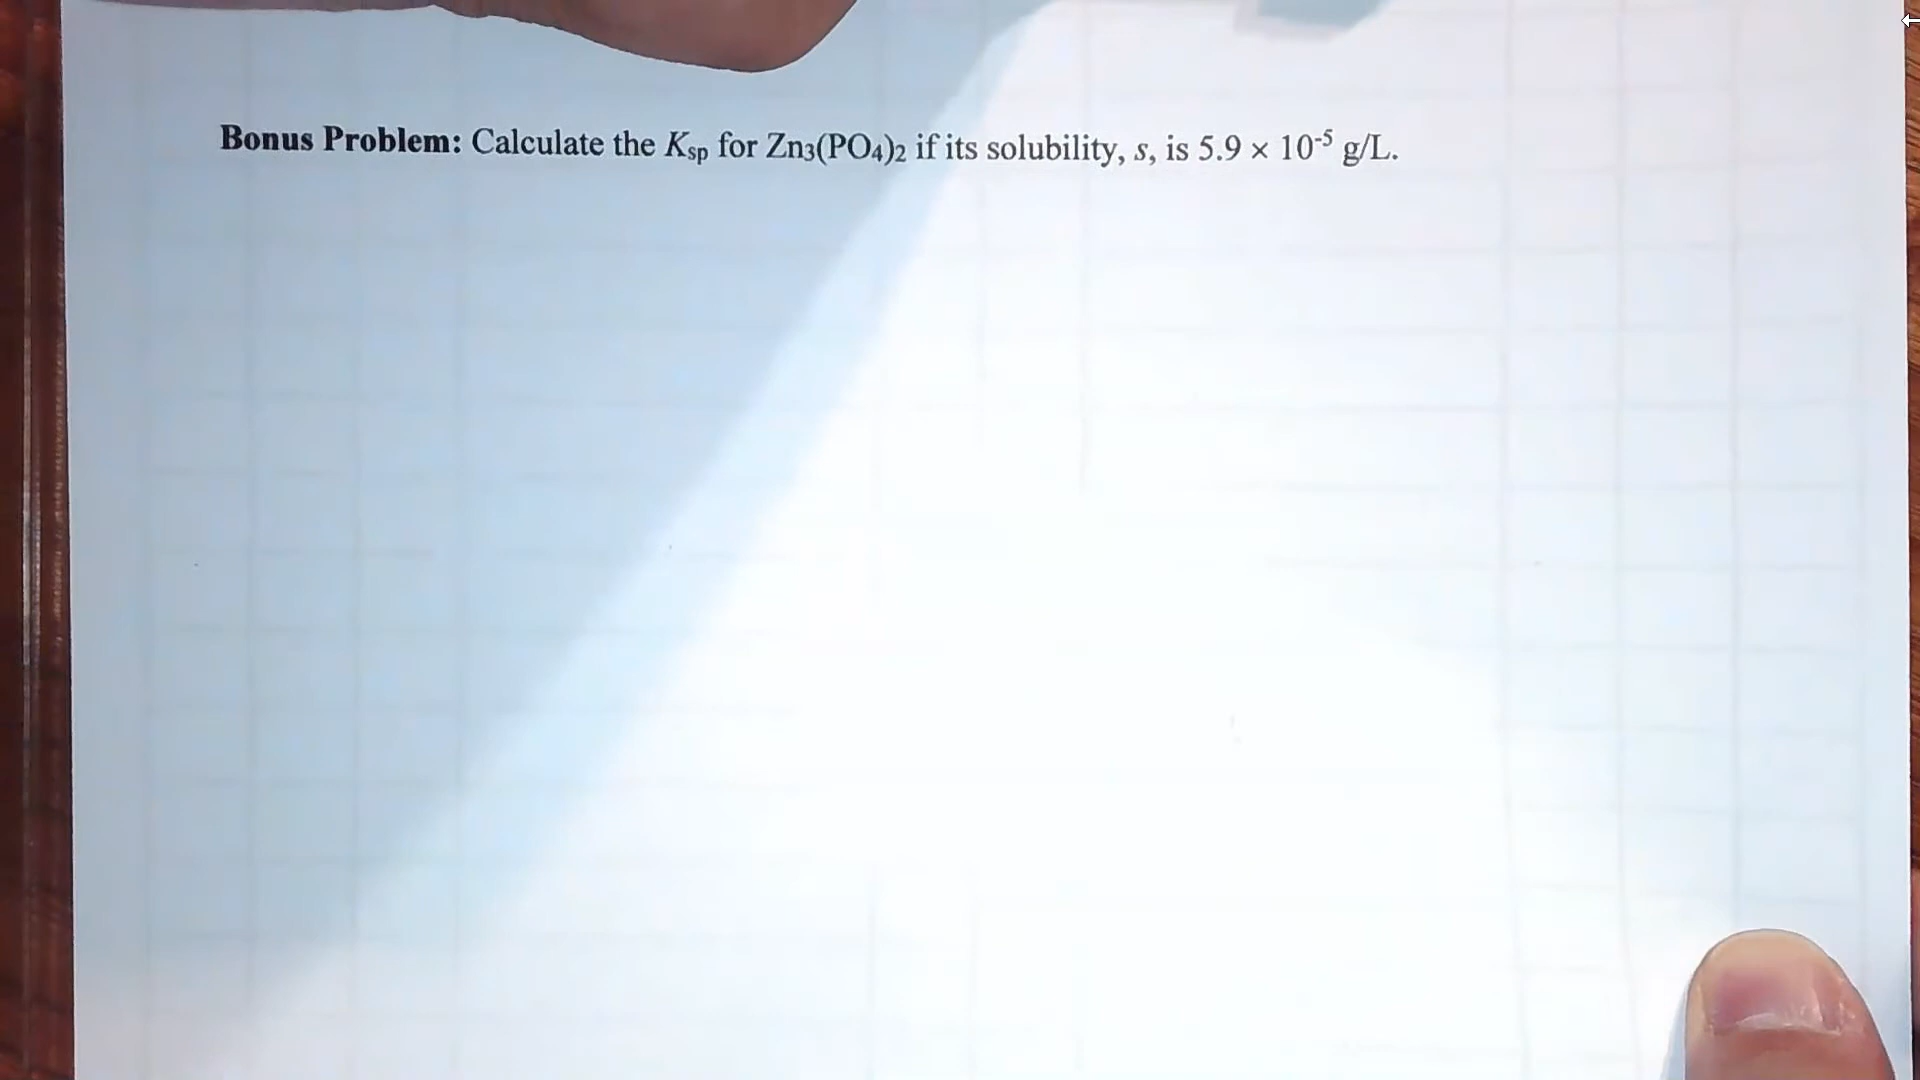 Bonus Problem: Calculate the Ksp for Zn3(PO4)2 if its solubility, s, is 5.9 × 10-5 g/L.